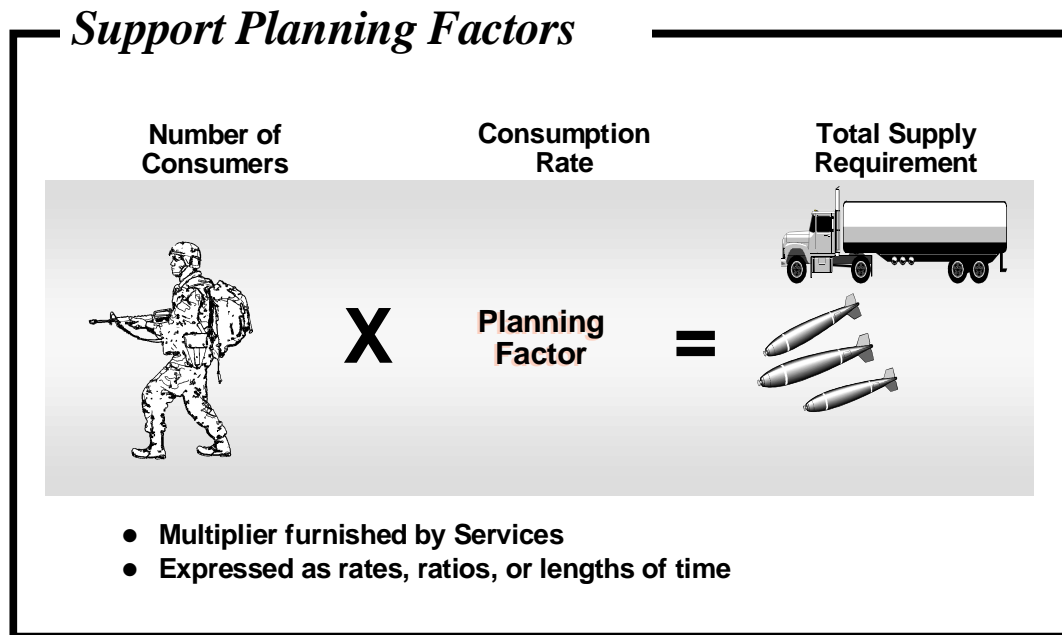 Support Planning Factors
Number of
Consumers
Consumption
Rate
Total Supply
Requirement
X
Planning
Factor
=
● Multiplier furnished by Services
● Expressed as rates, ratios, or lengths of time